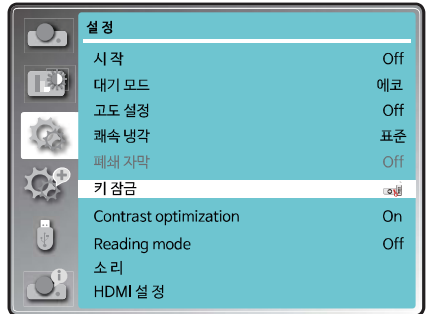 설 정
시 작 Off
대기 모드 에코
고도 설정 Off
쾌속 냉각 표준
폐쇄 자막 Off
키 잠금
Contrast optimization On
Reading mode Off
소 리
HDMI 설 정